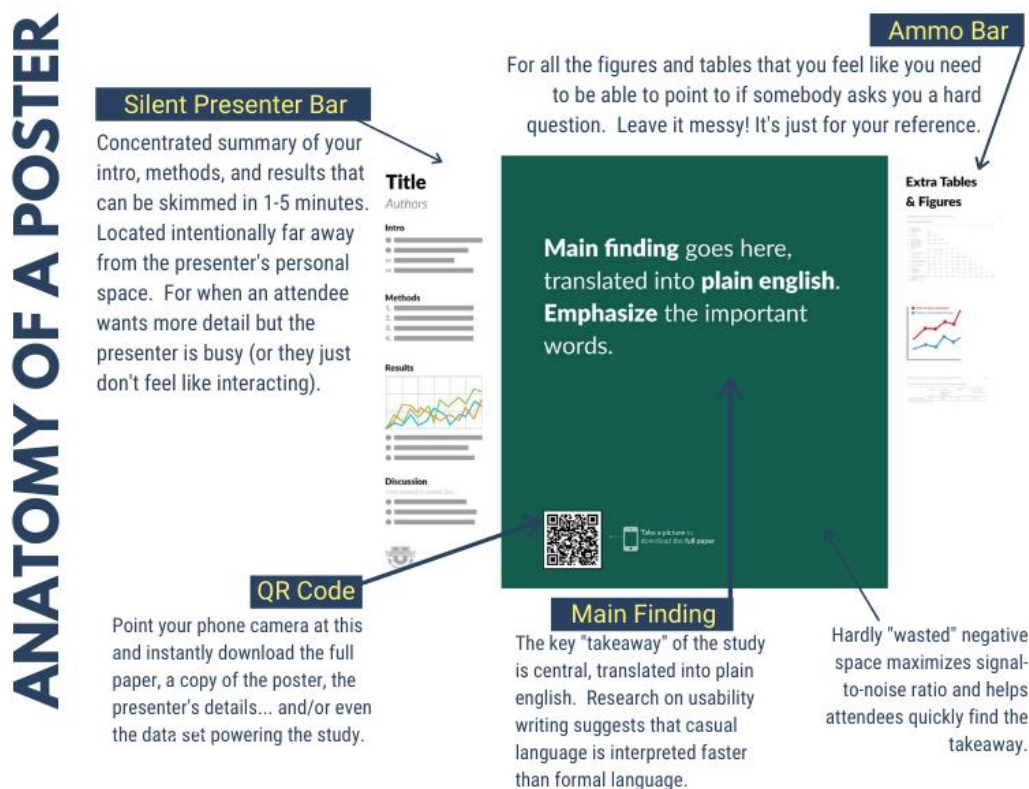 ANATOMY OF A POSTER
Ammo Bar
For all the figures and tables that you feel like you need
to be able to point to if somebody asks you a hard
question. Leave it messy! It's just for your reference.
Silent Presenter Bar
Concentrated summary of your
intro, methods, and results that
can be skimmed in 1-5 minutes.
Located intentionally far away
from the presenter's personal
space. For when an attendee
wants more detail but the
presenter is busy (or they just
don't feel like interacting).
Title
Authors
Intro
Methods
1.
2.
3.
4.
Results
Discussion
Main finding goes here,
translated into plain english.
Emphasize the important
words.
Take a picture to
download the full paper
Extra Tables
& Figures
QR Code
Point your phone camera at this
and instantly download the full
paper, a copy of the poster, the
presenter's details... and/or even
the data set powering the study.
Main Finding
The key "takeaway" of the study
is central, translated into plain
english. Research on usability
writing suggests that casual
language is interpreted faster
than formal language.
Hardly "wasted" negative
space maximizes signal-
to-noise ratio and helps
attendees quickly find the
takeaway.